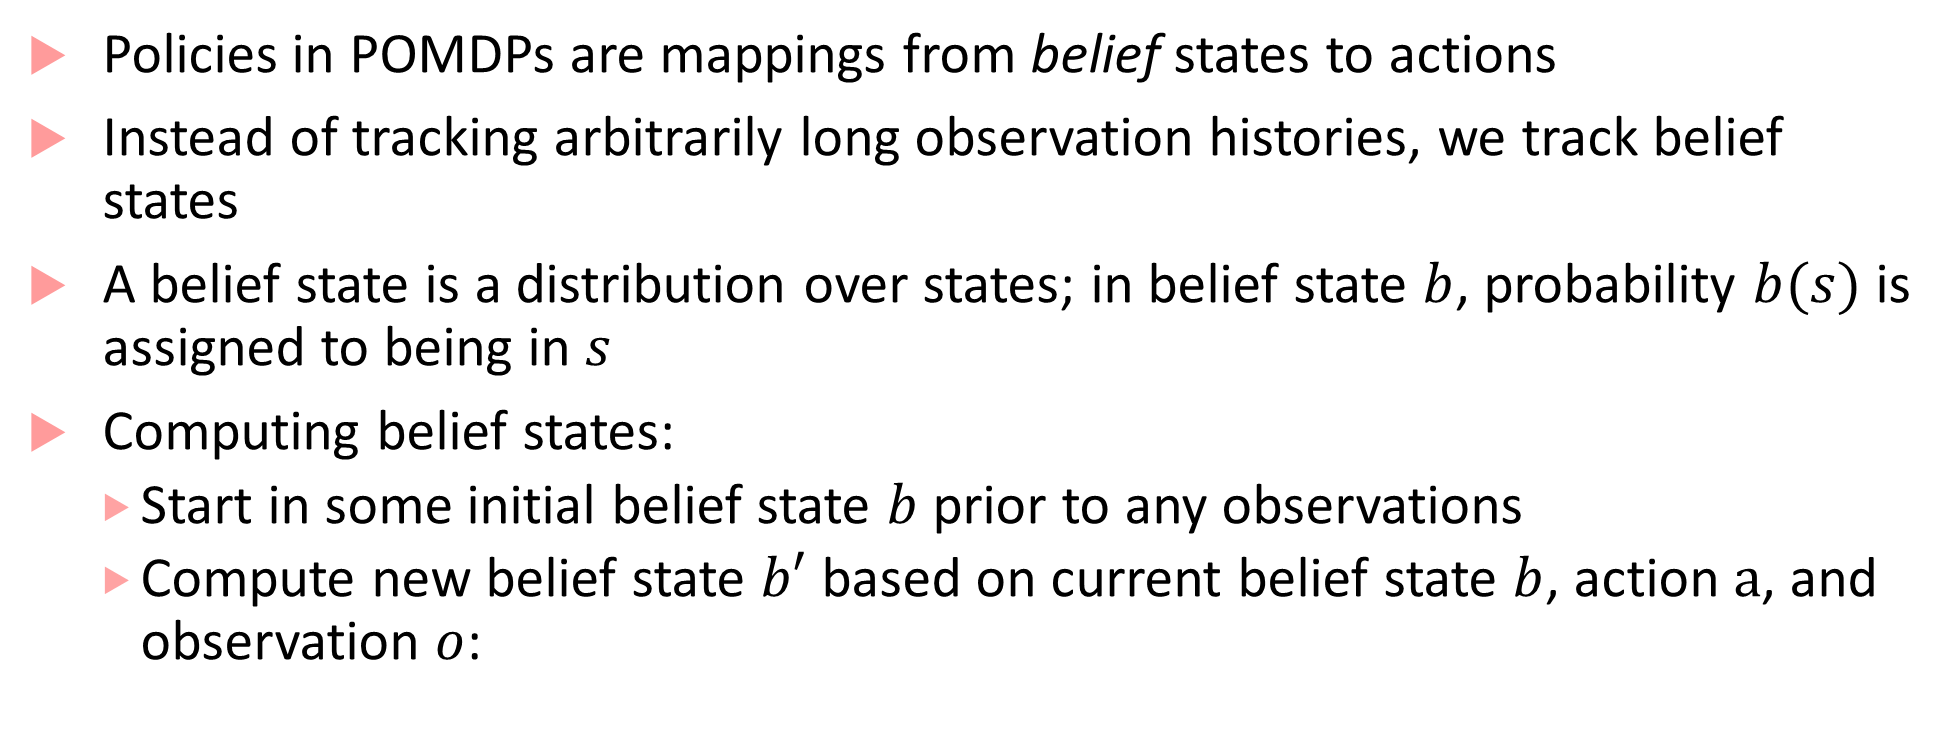 Policies in POMDPs are mappings from belief states to actions
Instead of tracking arbitrarily long observation histories, we track belief
states
A belief state is a distribution over states; in belief state b, probability b(s) is
assigned to being in s
Computing belief states:
Start in some initial belief state b prior to any observations
Compute new belief state b′ based on current belief state b, action a, and
observation o: